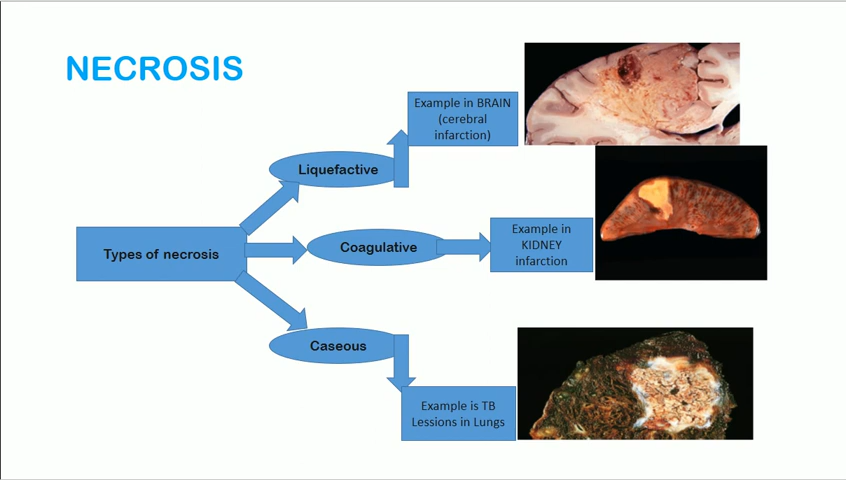 NECROSIS
Example in BRAIN
(cerebral
infarction)
Liquefactive
Types of necrosis
Coagulative
Example in
KIDNEY
infarction
Caseous
Example is TB
Lessions in Lungs